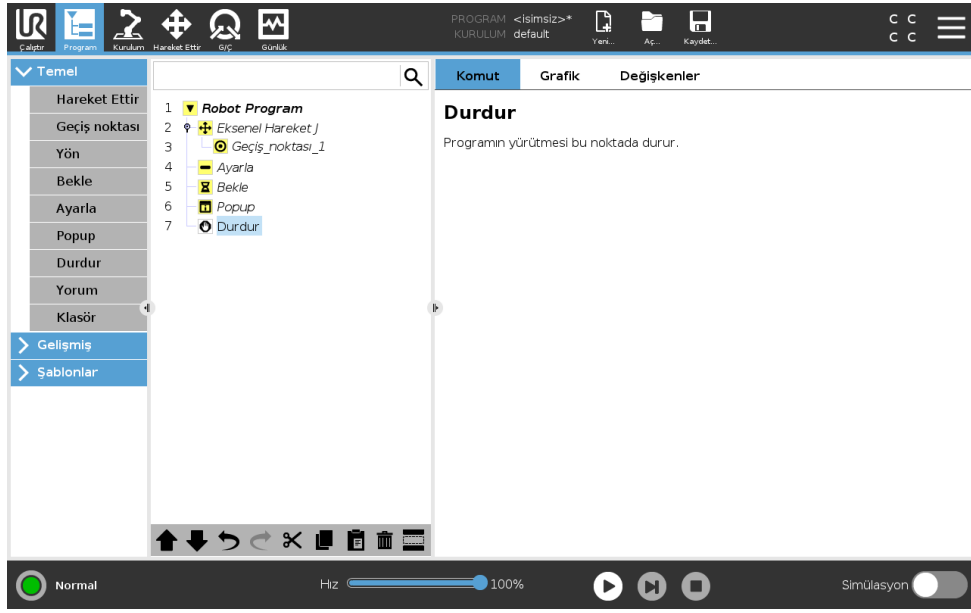 UR
PROGRAM <isimsiz>*
KURULUM default
C C
C C
Çalıştır Program Kurulum Hareket Ettir G/Ç Günlük Yeni... Aç... Kaydet...
Temel
Hareket Ettir
Geçiş noktası
Yön
Bekle
Ayarla
Popup
Durdur
Yorum
Klasör
Gelişmiş
Şablonlar
1 Robot Program
2 Eksenel Hareket J
3 Geçiş_noktası_1
4 Ayarla
5 Bekle
6 Popup
7 Durdur
Komut Grafik Değişkenler
Durdur
Programın yürütmesi bu noktada durur.
Normal Hız 100% Simülasyon